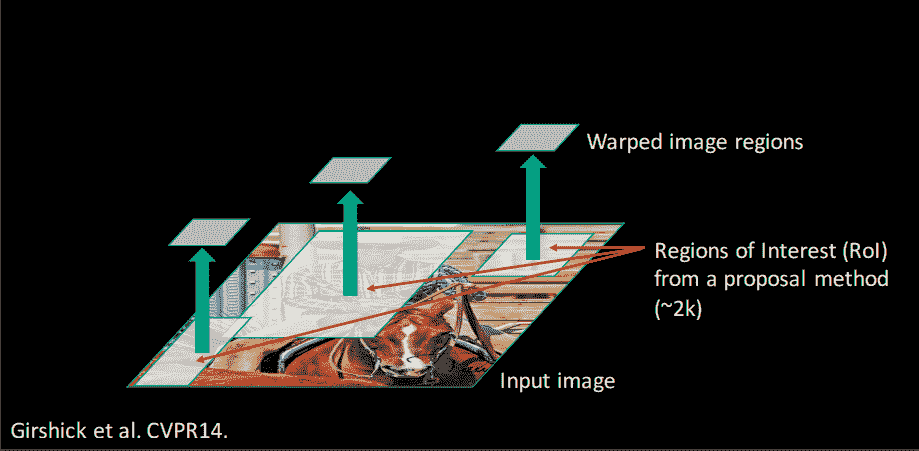 Warped image regions
Regions of Interest (RoI)
from a proposal method
(~2k)
Input image
Girshick et al. CVPR14.